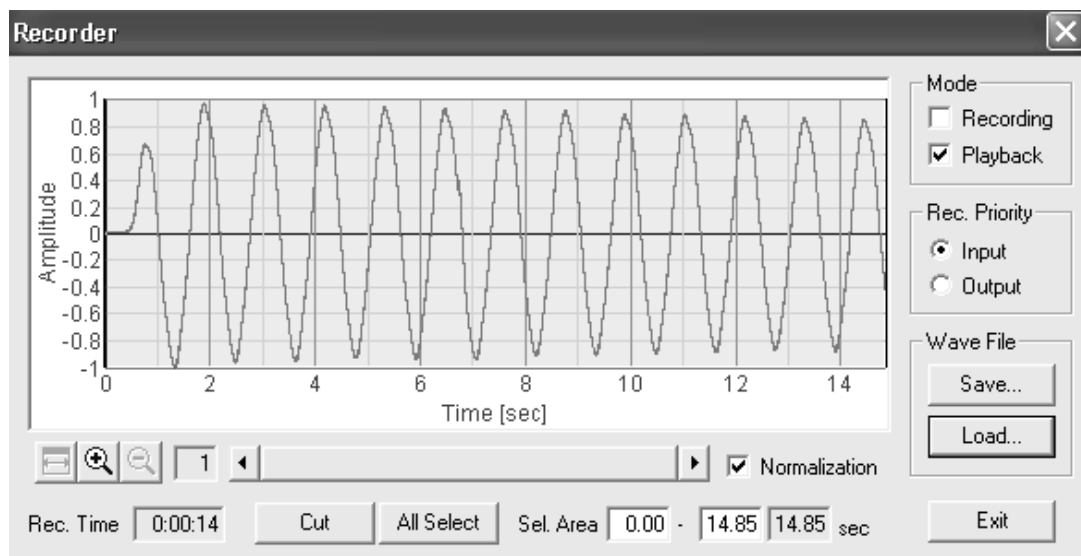 Recorder
Amplitude
1
0.8
0.6
0.4
0.2
0
-0.2
-0.4
-0.6
-0.8
-1
0 2 4 6 8 10 12 14
Time [sec]
Mode
Recording
Playback
Rec. Priority
Input
Output
Wave File
Save...
Load...
1
Normalization
Rec. Time 0:00:14 Cut All Select Sel. Area 0.00 - 14.85 14.85 sec
Exit